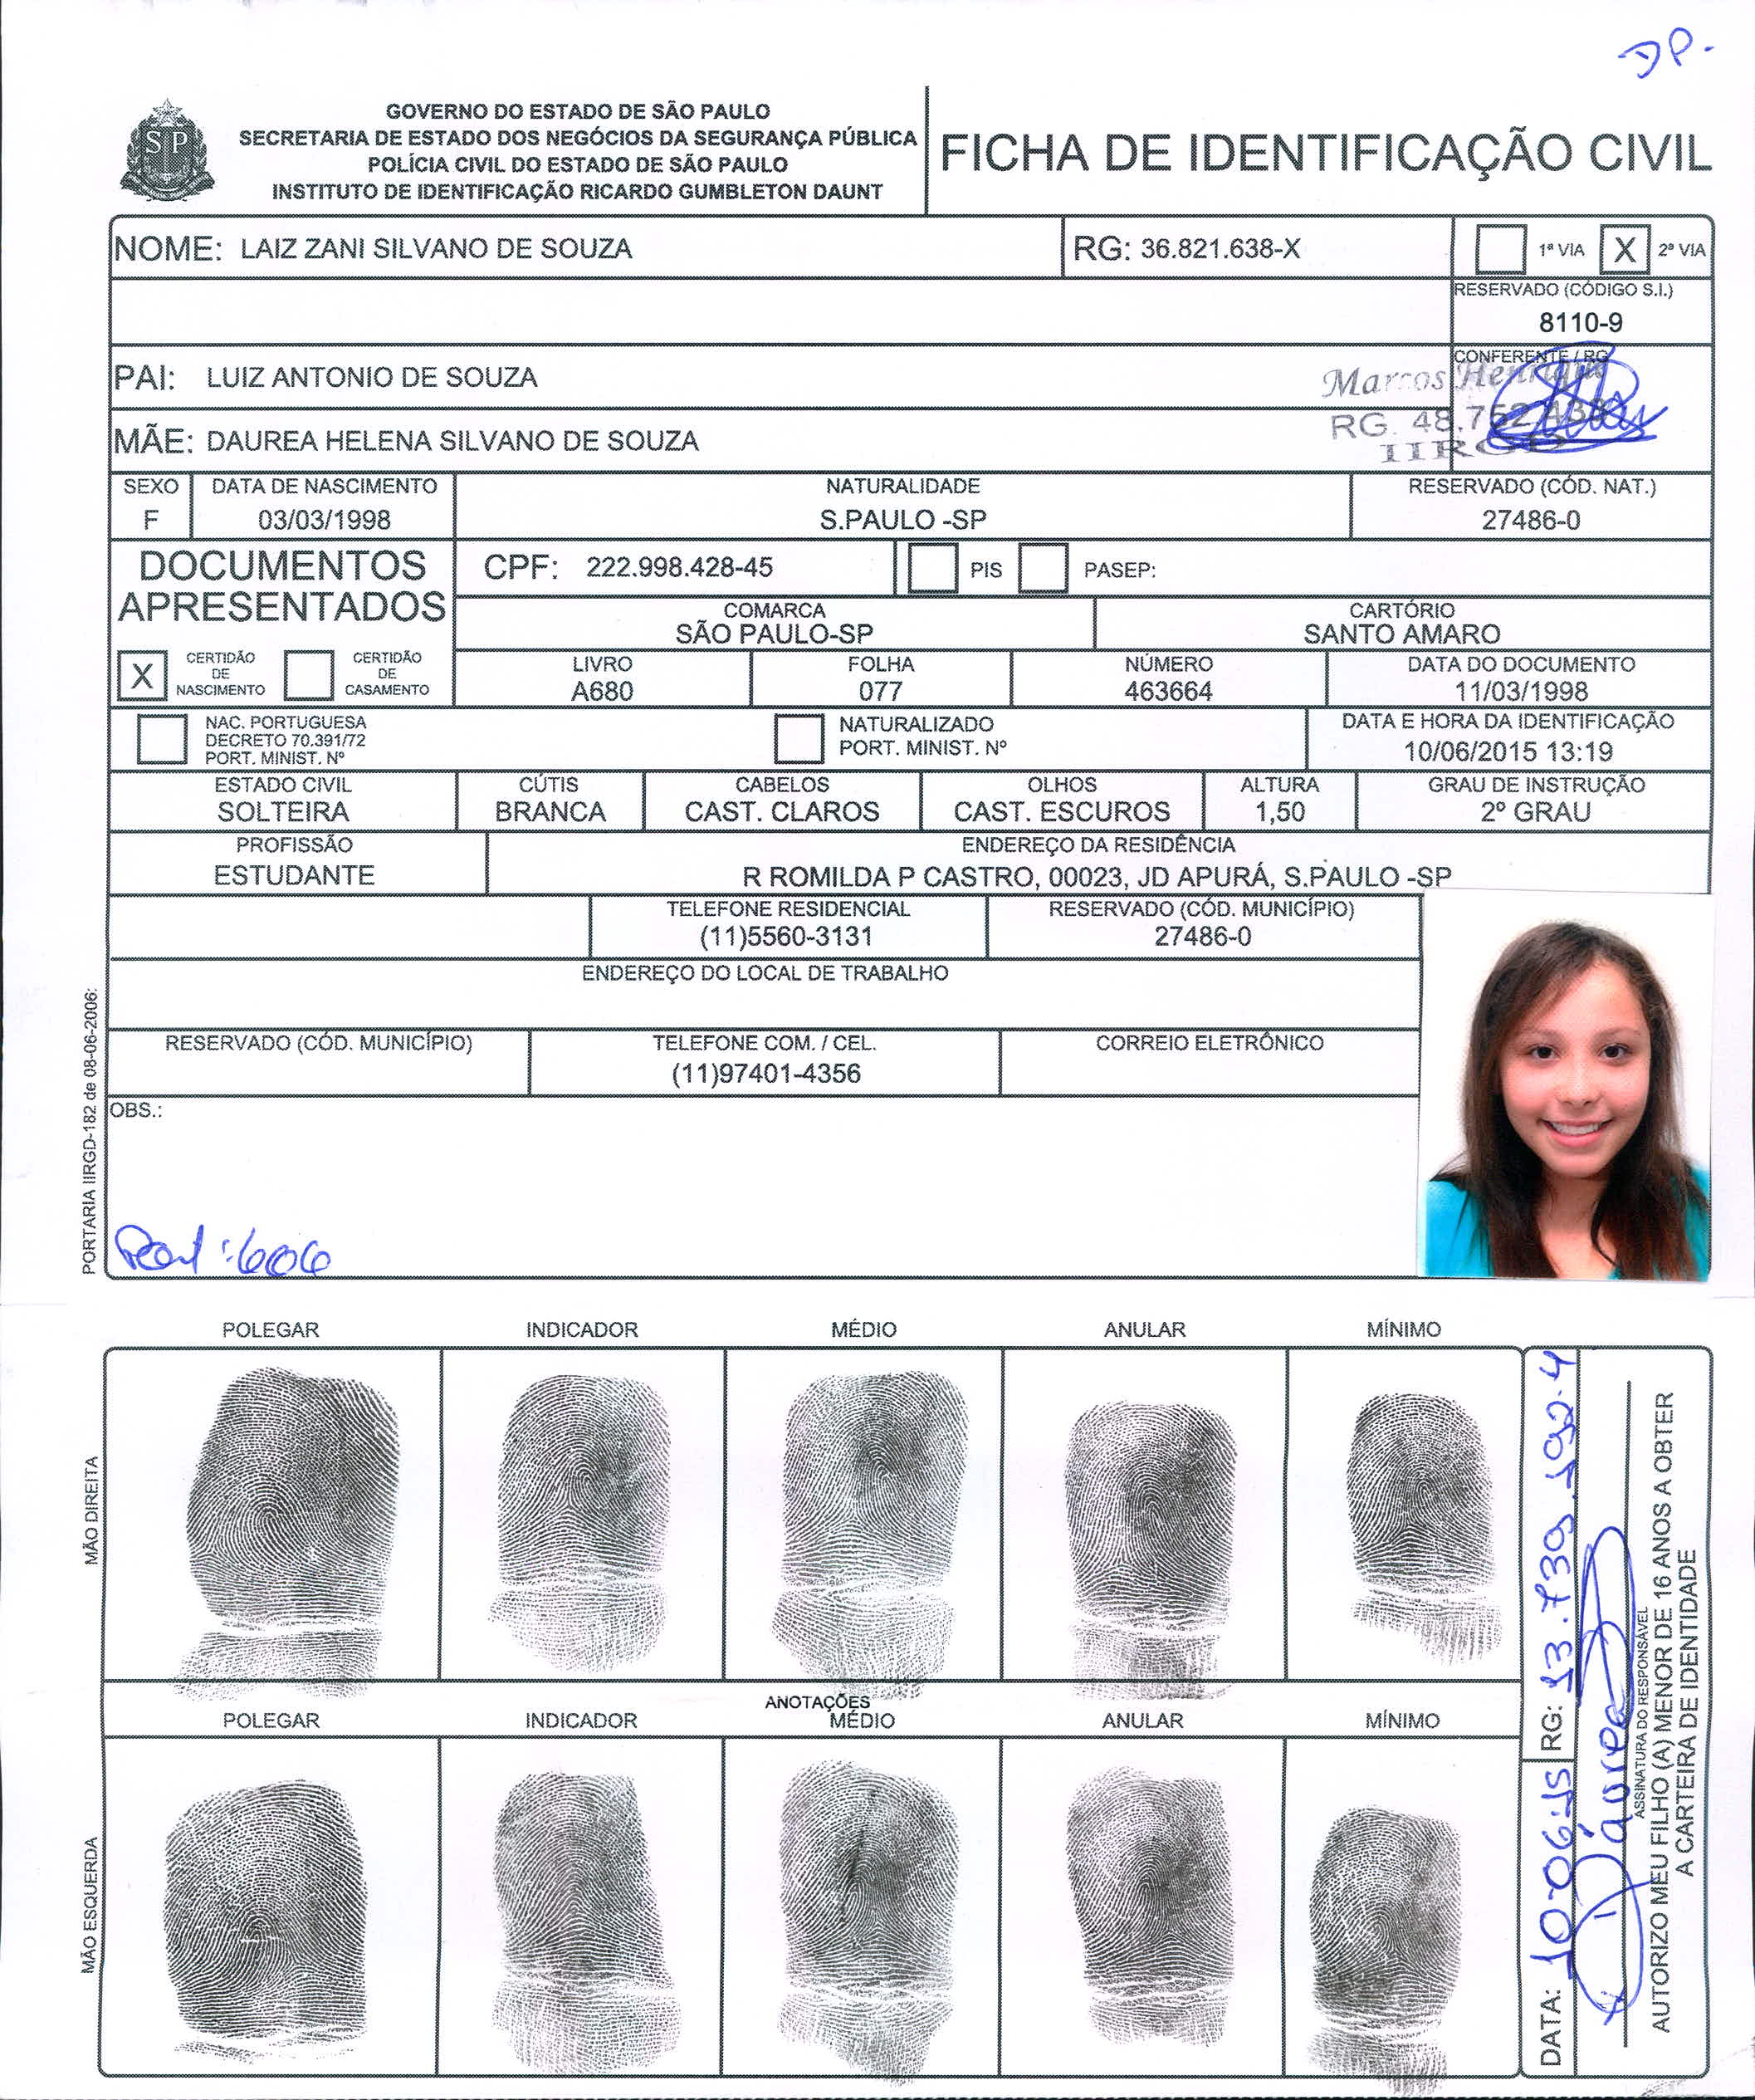 DP.
GOVERNO DO ESTADO DE SÃO PAULO
SECRETARIA DE ESTADO DOS NEGÓCIOS DA SEGURANÇA PÚBLICA
POLÍCIA CIVIL DO ESTADO DE SÃO PAULO
INSTITUTO DE IDENTIFICAÇÃO RICARDO GUMBLETON DAUNT
SP
FICHA DE IDENTIFICAÇÃO CIVIL
NOME: LAIZ ZANI SILVANO DE SOUZA
RG: 36.821.638-X
1ª VIA X 2ª VIA
RESERVADO (CÓDIGO S.I.)
8110-9
PAI: LUIZ ANTONIO DE SOUZA
CONFERENTE / RG
Marcos Henrique
RG. 48.752.438
IIRGD
MÃE: DAUREA HELENA SILVANO DE SOUZA
SEXO
F
DATA DE NASCIMENTO
03/03/1998
NATURALIDADE
S.PAULO -SP
RESERVADO (CÓD. NAT.)
27486-0
DOCUMENTOS
APRESENTADOS
CPF: 222.998.428-45
PIS
PASEP:
COMARCA
SÃO PAULO-SP
CARTÓRIO
SANTO AMARO
X CERTIDÃO
DE
NASCIMENTO
CERTIDÃO
DE
CASAMENTO
LIVRO
A680
FOLHA
077
NÚMERO
463664
DATA DO DOCUMENTO
11/03/1998
NAC. PORTUGUESA
DECRETO 70.391/72
PORT. MINIST. Nº
NATURALIZADO
PORT. MINIST. Nº
DATA E HORA DA IDENTIFICAÇÃO
10/06/2015 13:19
ESTADO CIVIL
SOLTEIRA
CÚTIS
BRANCA
CABELOS
CAST. CLAROS
OLHOS
CAST. ESCUROS
ALTURA
1,50
GRAU DE INSTRUÇÃO
2º GRAU
PROFISSÃO
ESTUDANTE
ENDEREÇO DA RESIDÊNCIA
R ROMILDA P CASTRO, 00023, JD APURÁ, S.PAULO -SP
TELEFONE RESIDENCIAL
(11)5560-3131
RESERVADO (CÓD. MUNICÍPIO)
27486-0
ENDEREÇO DO LOCAL DE TRABALHO
RESERVADO (CÓD. MUNICÍPIO)
TELEFONE COM. / CEL.
(11)97401-4356
CORREIO ELETRÔNICO
OBS.:
:606
PORTARIA IIRGD-182 de 08-06-2006:
POLEGAR INDICADOR MÉDIO ANULAR MÍNIMO
MÃO DIREITA
ANOTAÇÕES
POLEGAR INDICADOR MÉDIO ANULAR MÍNIMO
MÃO ESQUERDA
DATA: 10-06-15 RG: 13.739.192-4
Daurea
ASSINATURA DO RESPONSÁVEL
AUTORIZO MEU FILHO (A) MENOR DE 16 ANOS A OBTER
A CARTEIRA DE IDENTIDADE